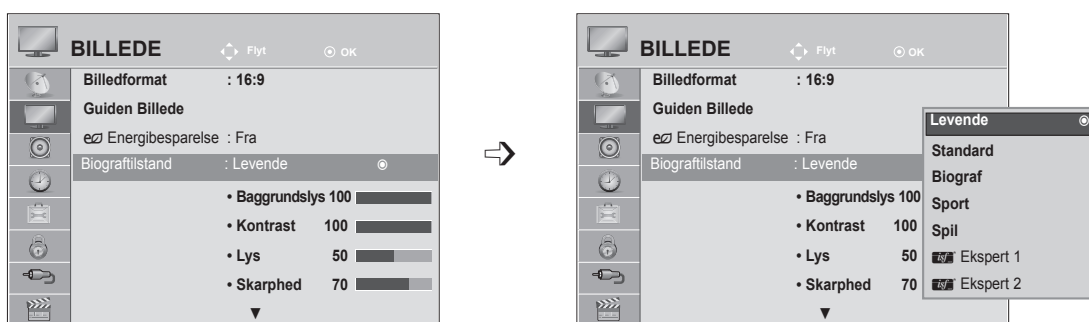 BILLEDE Flyt OK
Billedformat : 16:9
Guiden Billede
Energibesparelse : Fra
Biograftilstand : Levende
• Baggrundslys 100
• Kontrast 100
• Lys 50
• Skarphed 70
BILLEDE Flyt OK
Billedformat : 16:9
Guiden Billede
Energibesparelse : Fra
Biograftilstand : Levende
• Baggrundslys 100
• Kontrast 100
• Lys 50
• Skarphed 70
Levende
Standard
Biograf
Sport
Spil
isf Ekspert 1
isf Ekspert 2